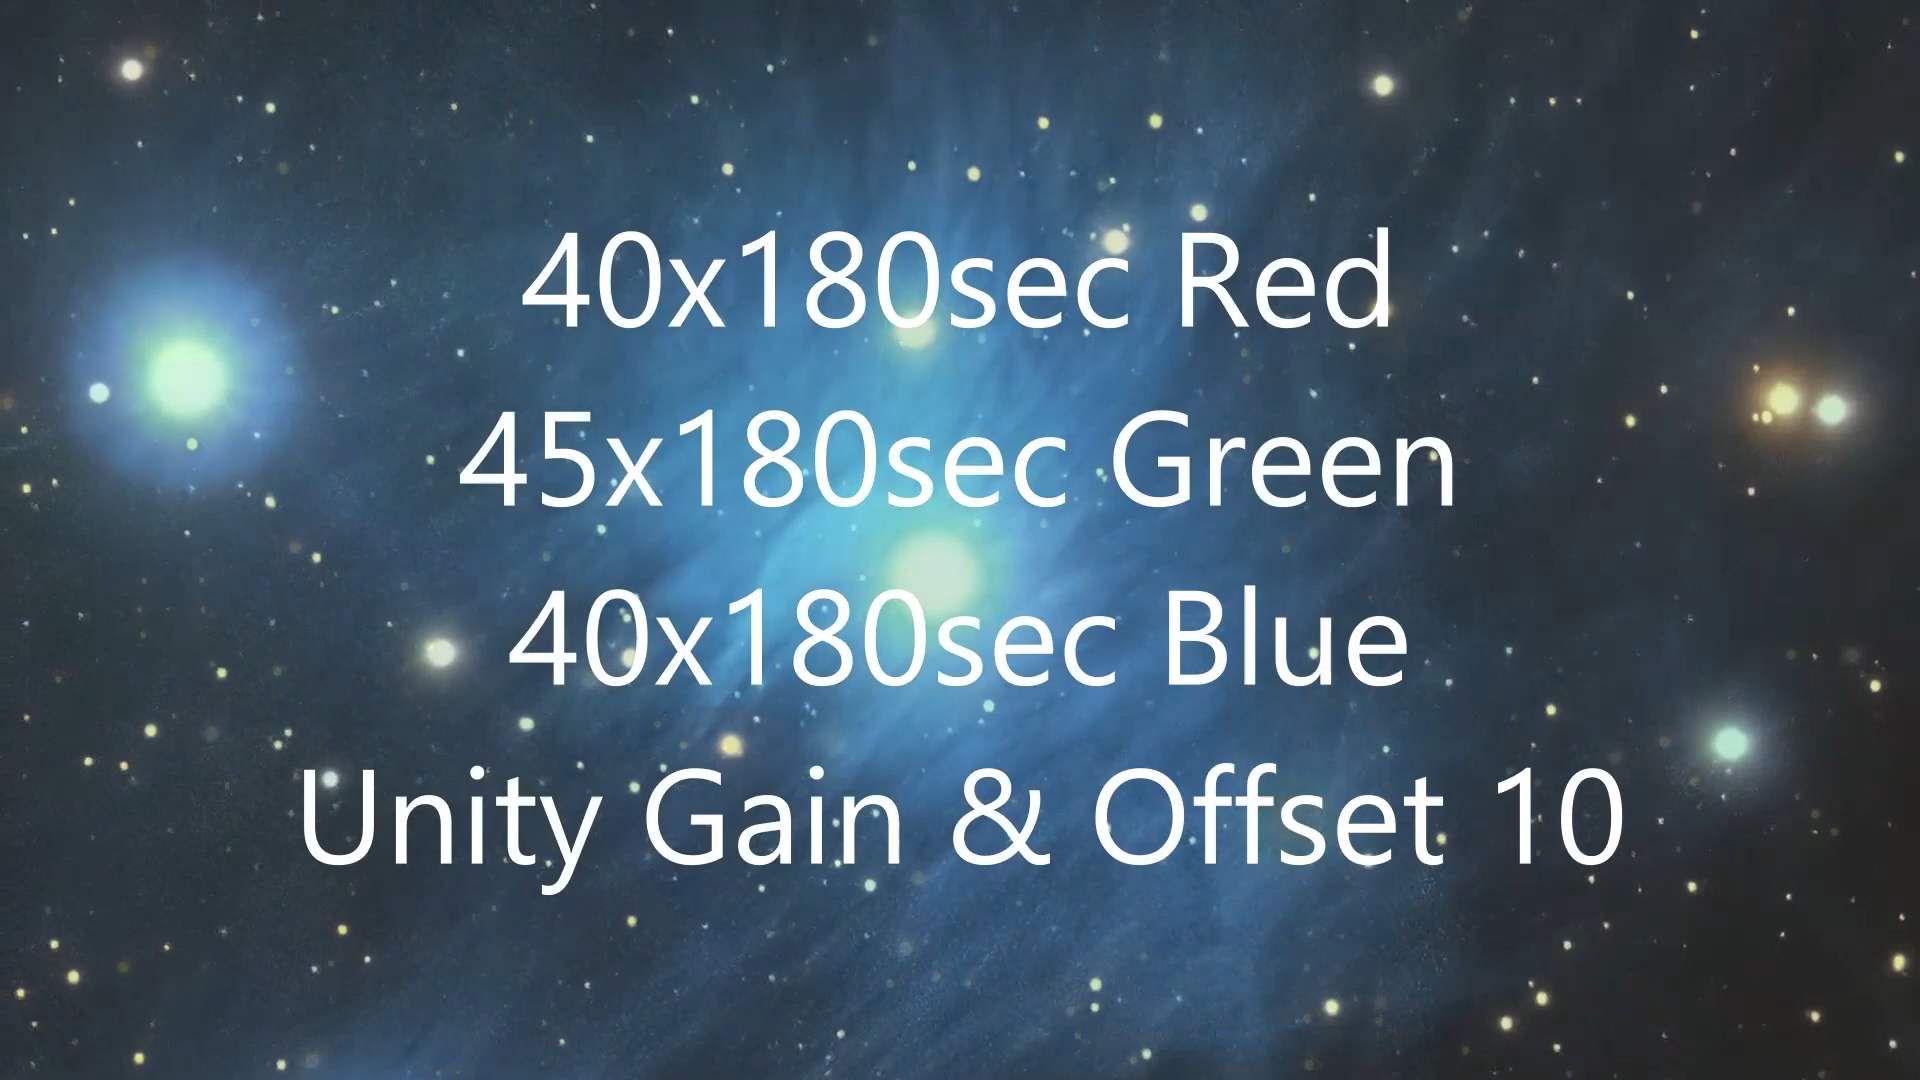 40x180sec Red
45x180sec Green
40x180sec Blue
Unity Gain & Offset 10